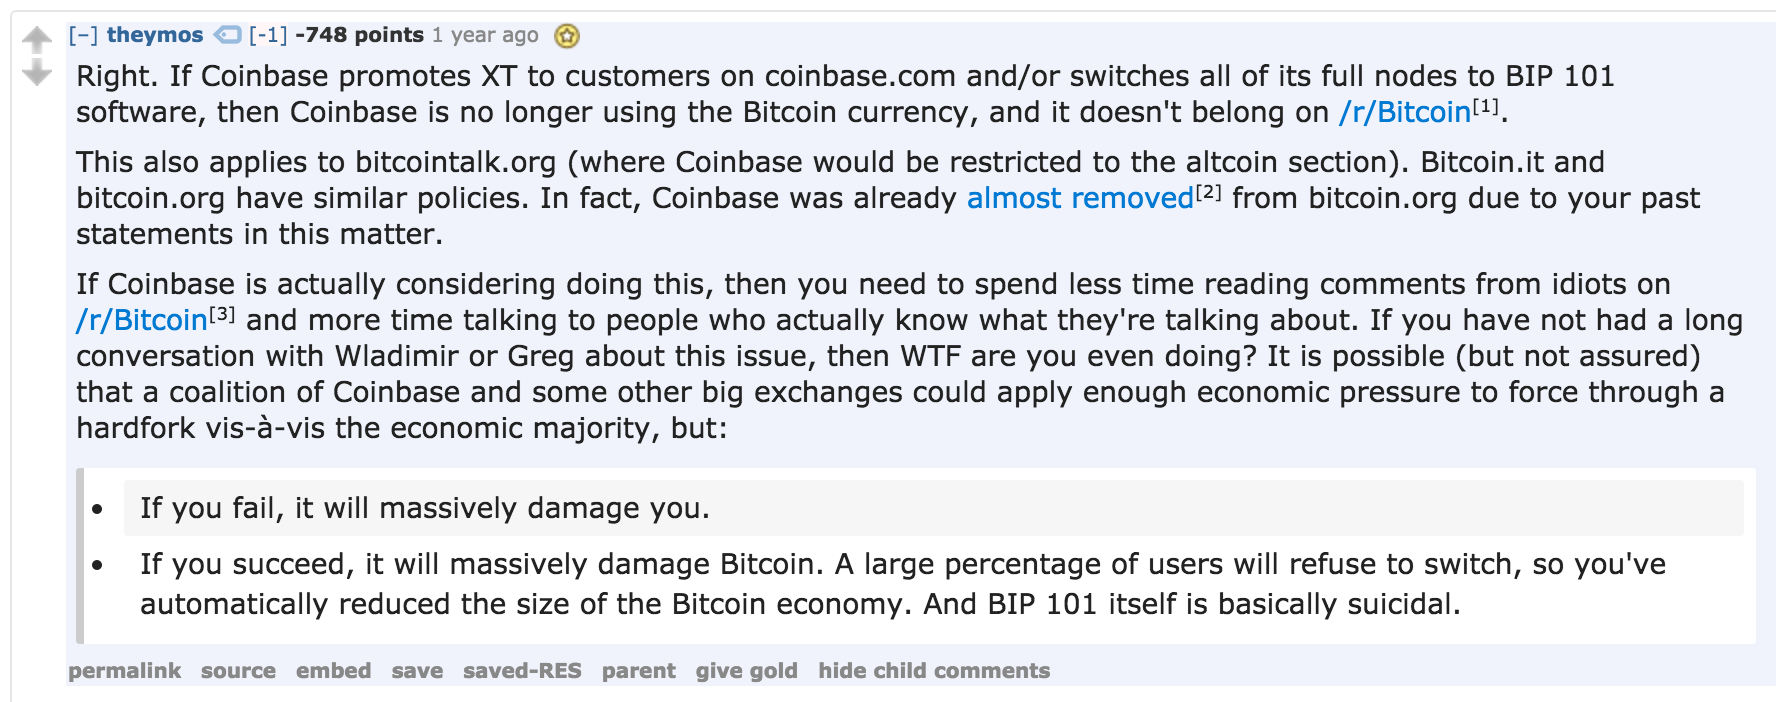 [−] theymos [-1] -748 points 1 year ago
Right. If Coinbase promotes XT to customers on coinbase.com and/or switches all of its full nodes to BIP 101
software, then Coinbase is no longer using the Bitcoin currency, and it doesn't belong on /r/Bitcoin[1].
This also applies to bitcointalk.org (where Coinbase would be restricted to the altcoin section). Bitcoin.it and
bitcoin.org have similar policies. In fact, Coinbase was already almost removed[2] from bitcoin.org due to your past
statements in this matter.
If Coinbase is actually considering doing this, then you need to spend less time reading comments from idiots on
/r/Bitcoin[3] and more time talking to people who actually know what they're talking about. If you have not had a long
conversation with Wladimir or Greg about this issue, then WTF are you even doing? It is possible (but not assured)
that a coalition of Coinbase and some other big exchanges could apply enough economic pressure to force through a
hardfork vis-à-vis the economic majority, but:
• If you fail, it will massively damage you.
• If you succeed, it will massively damage Bitcoin. A large percentage of users will refuse to switch, so you've
automatically reduced the size of the Bitcoin economy. And BIP 101 itself is basically suicidal.
permalink source embed save saved-RES parent give gold hide child comments